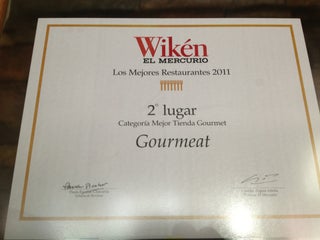 Wikén
EL MERCURIO
Los Mejores Restaurantes 2011
2° lugar
Categoría Mejor Tienda Gourmet
Gourmeat